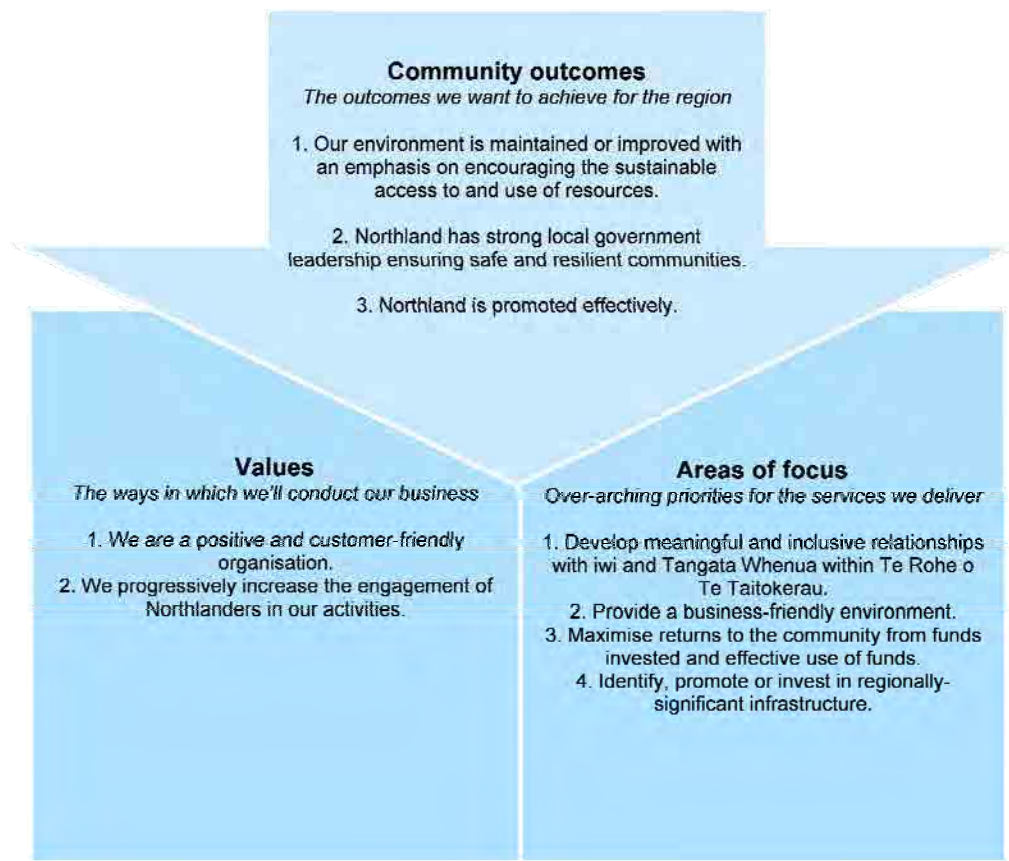 Community outcomes
The outcomes we want to achieve for the region
1. Our environment is maintained or improved with
an emphasis on encouraging the sustainable
access to and use of resources.
2. Northland has strong local government
leadership ensuring safe and resilient communities.
3. Northland is promoted effectively.
Values
The ways in which we'll conduct our business
1. We are a positive and customer-friendly
organisation.
2. We progressively increase the engagement of
Northlanders in our activities.
Areas of focus
Over-arching priorities for the services we deliver
1. Develop meaningful and inclusive relationships
with iwi and Tangata Whenua within Te Rohe o
Te Taitokerau.
2. Provide a business-friendly environment.
3. Maximise returns to the community from funds
invested and effective use of funds.
4. Identify, promote or invest in regionally-
significant infrastructure.